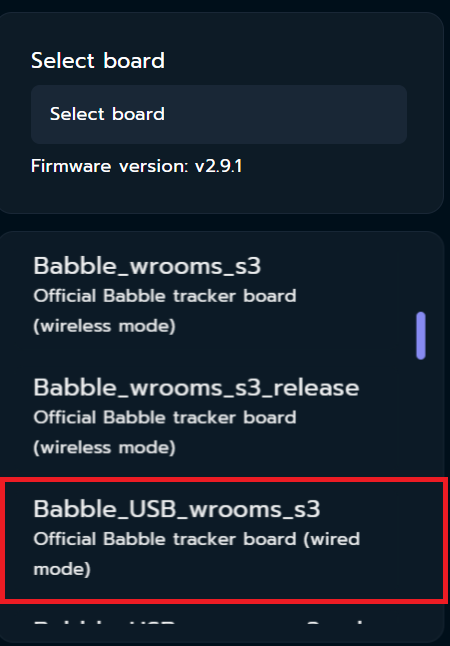 Select board
Select board
Firmware version: v2.9.1
Babble_wrooms_s3
Official Babble tracker board
(wireless mode)
Babble_wrooms_s3_release
Official Babble tracker board
(wireless mode)
Babble_USB_wrooms_s3
Official Babble tracker board (wired
mode)